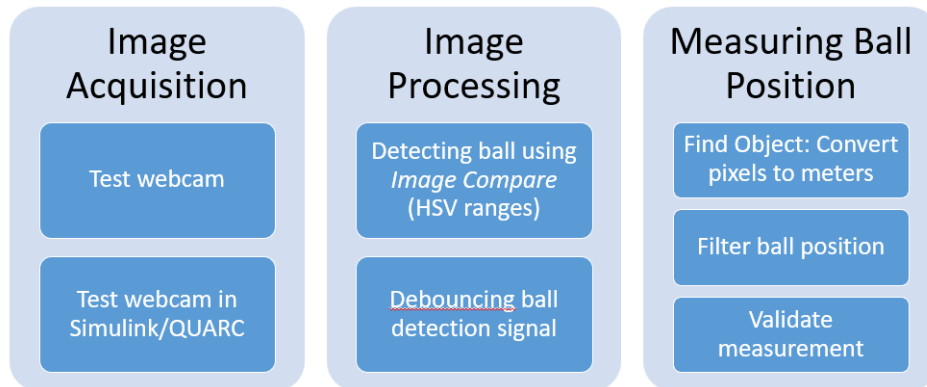 Image
Acquisition
Test webcam
Test webcam in
Simulink/QUARC
Image
Processing
Detecting ball using
Image Compare
(HSV ranges)
Debouncing ball
detection signal
Measuring Ball
Position
Find Object: Convert
pixels to meters
Filter ball position
Validate
measurement